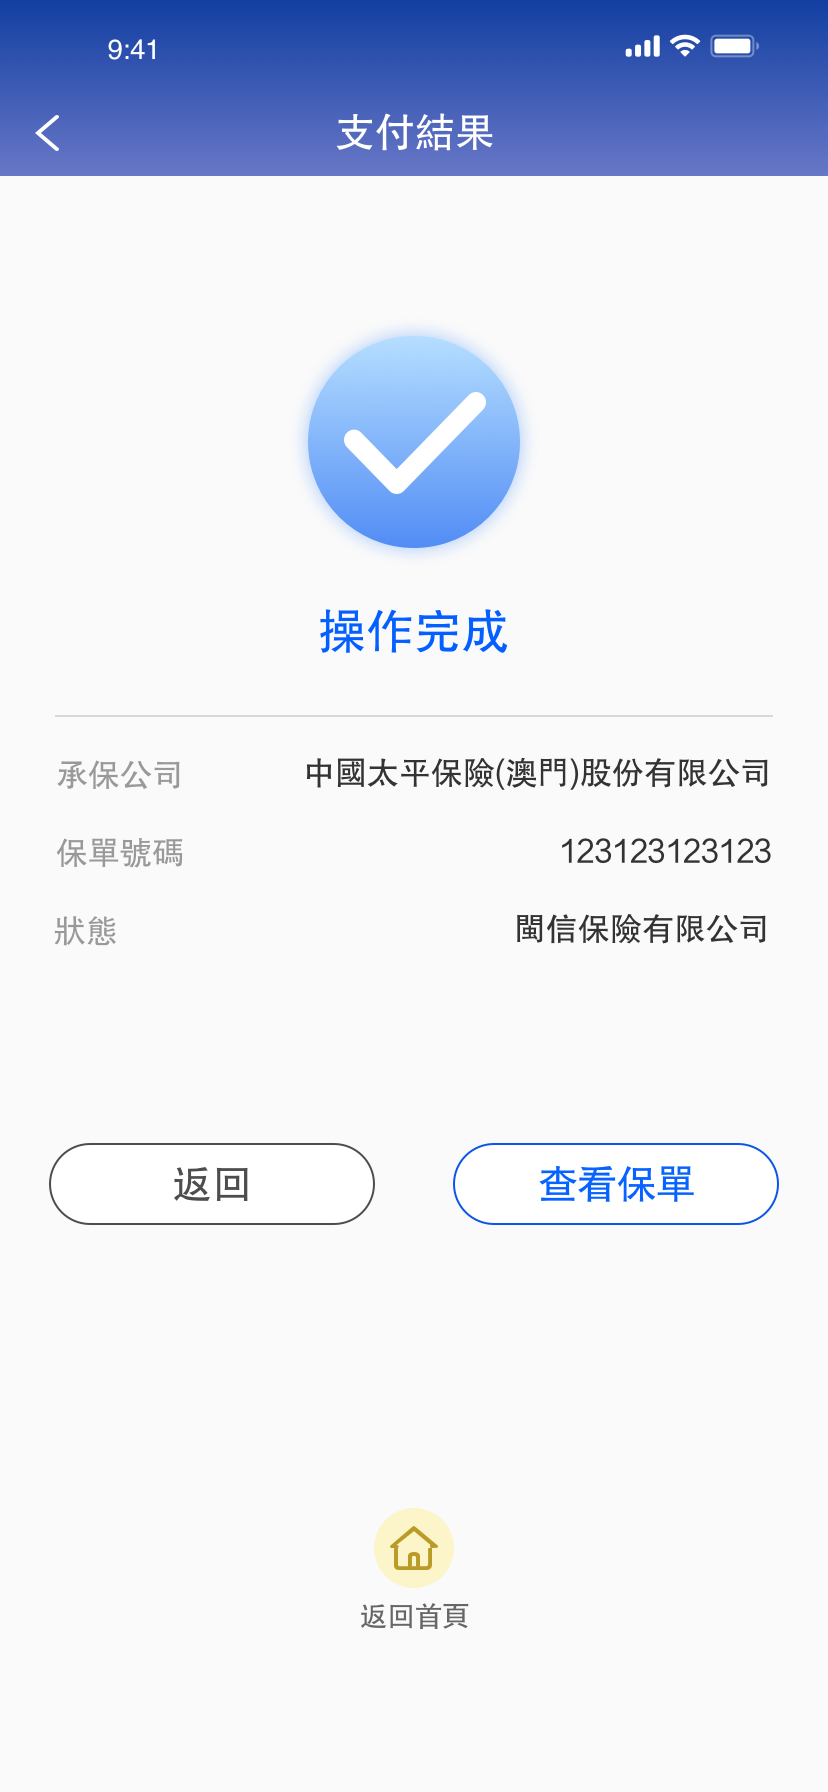 9:41
支付結果
操作完成
承保公司 中國太平保險(澳門)股份有限公司
保單號碼 123123123123
狀態 閩信保險有限公司
返回 查看保單
返回首頁